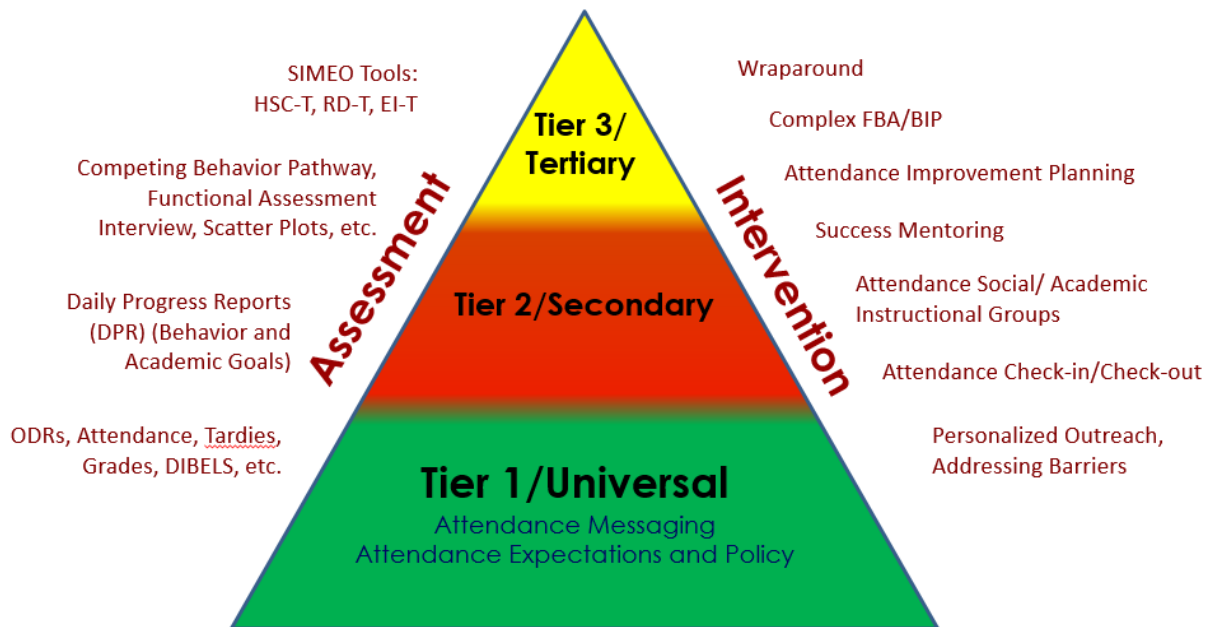 SIMEO Tools:
HSC-T, RD-T, EI-T
Competing Behavior Pathway,
Functional Assessment
Interview, Scatter Plots, etc.
Daily Progress Reports
(DPR) (Behavior and
Academic Goals)
ODRs, Attendance, Tardies,
Grades, DIBELS, etc.
Assessment
Tier 3/
Tertiary
Tier 2/Secondary
Tier 1/Universal
Attendance Messaging
Attendance Expectations and Policy
Intervention
Wraparound
Complex FBA/BIP
Attendance Improvement Planning
Success Mentoring
Attendance Social/ Academic
Instructional Groups
Attendance Check-in/Check-out
Personalized Outreach,
Addressing Barriers